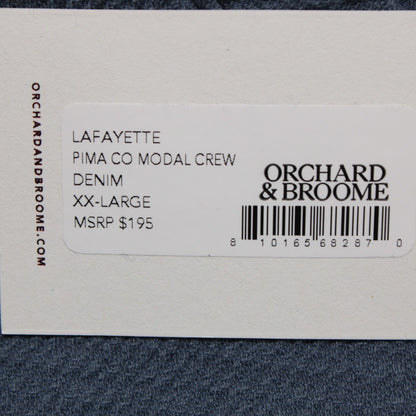 ORCHARDANDBROOME.COM
LAFAYETTE
PIMA CO MODAL CREW
DENIM
XX-LARGE
MSRP $195
ORCHARD
& BROOME
8 10165 68287 0